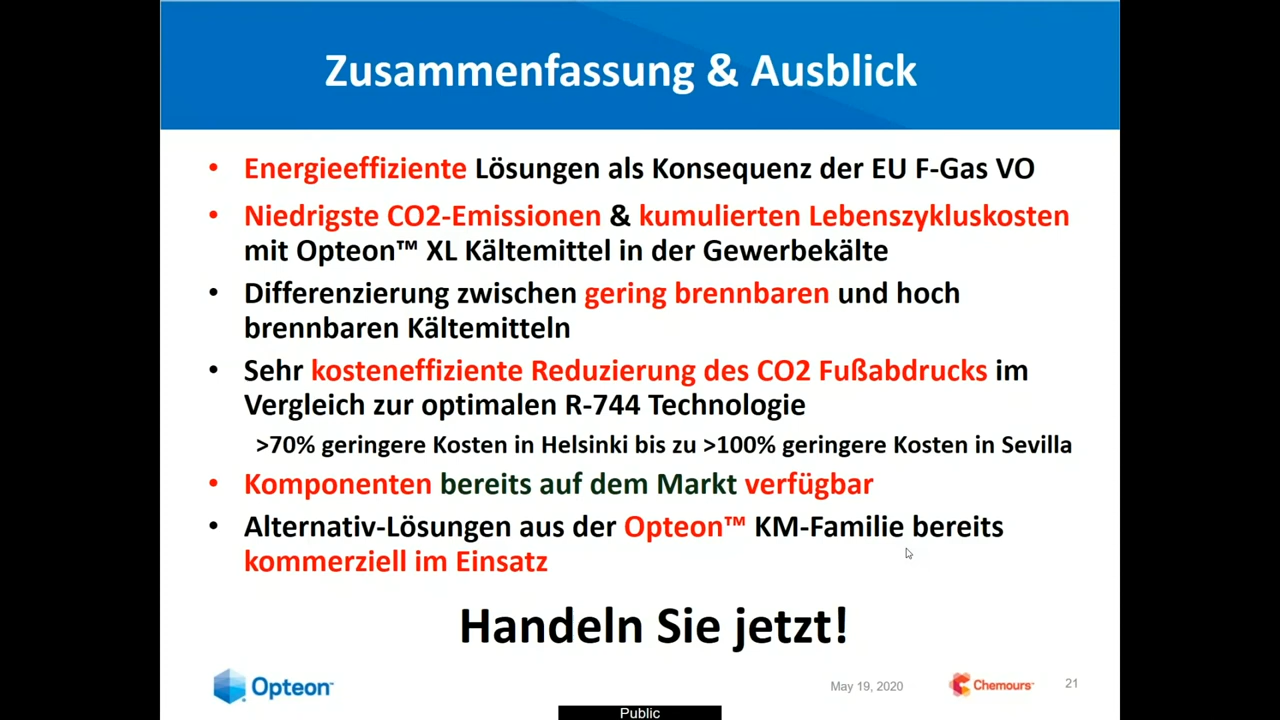 Zusammenfassung & Ausblick
• Energieeffiziente Lösungen als Konsequenz der EU F-Gas VO
• Niedrigste CO2-Emissionen & kumulierten Lebenszykluskosten
mit Opteon™ XL Kältemittel in der Gewerbekälte
• Differenzierung zwischen gering brennbaren und hoch
brennbaren Kältemitteln
• Sehr kosteneffiziente Reduzierung des CO2 Fußabdrucks im
Vergleich zur optimalen R-744 Technologie
>70% geringere Kosten in Helsinki bis zu >100% geringere Kosten in Sevilla
• Komponenten bereits auf dem Markt verfügbar
• Alternativ-Lösungen aus der Opteon™ KM-Familie bereits
kommerziell im Einsatz
Handeln Sie jetzt!
Opteon™
May 19, 2020
Chemours™
21
Public